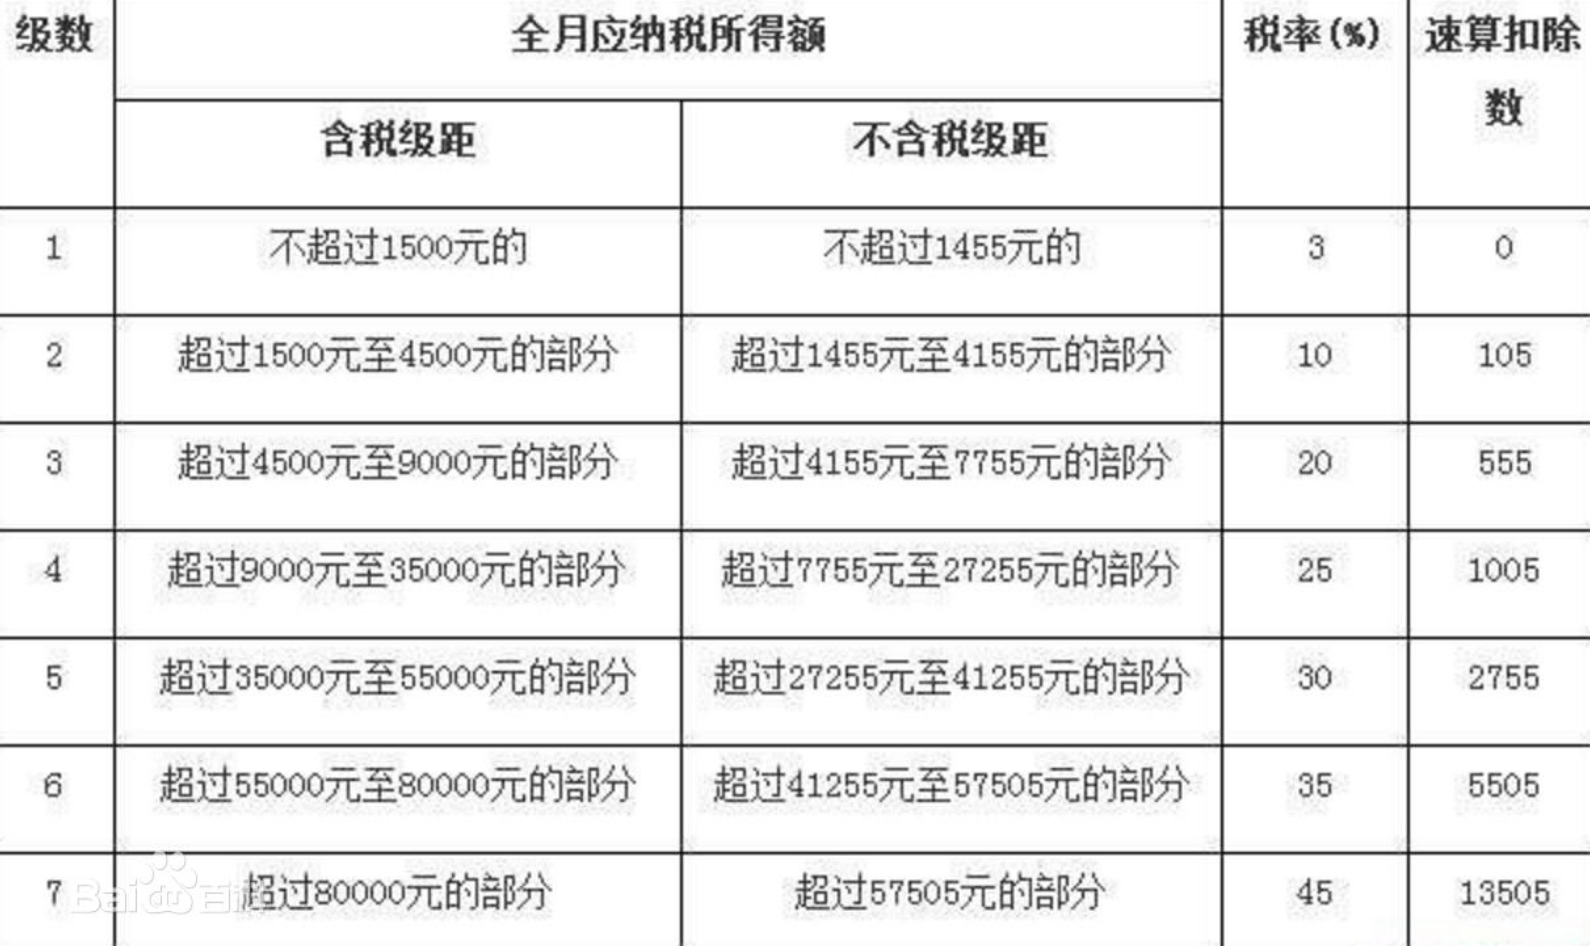 级数 全月应纳税所得额 税率(%) 速算扣除
数
含税级距 不含税级距
1 不超过1500元的 不超过1455元的 3 0
2 超过1500元至4500元的部分 超过1455元至4155元的部分 10 105
3 超过4500元至9000元的部分 超过4155元至7755元的部分 20 555
4 超过9000元至35000元的部分 超过7755元至27255元的部分 25 1005
5 超过35000元至55000元的部分 超过27255元至41255元的部分 30 2755
6 超过55000元至80000元的部分 超过41255元至57505元的部分 35 5505
7 超过80000元的部分 超过57505元的部分 45 13505
Bai 百